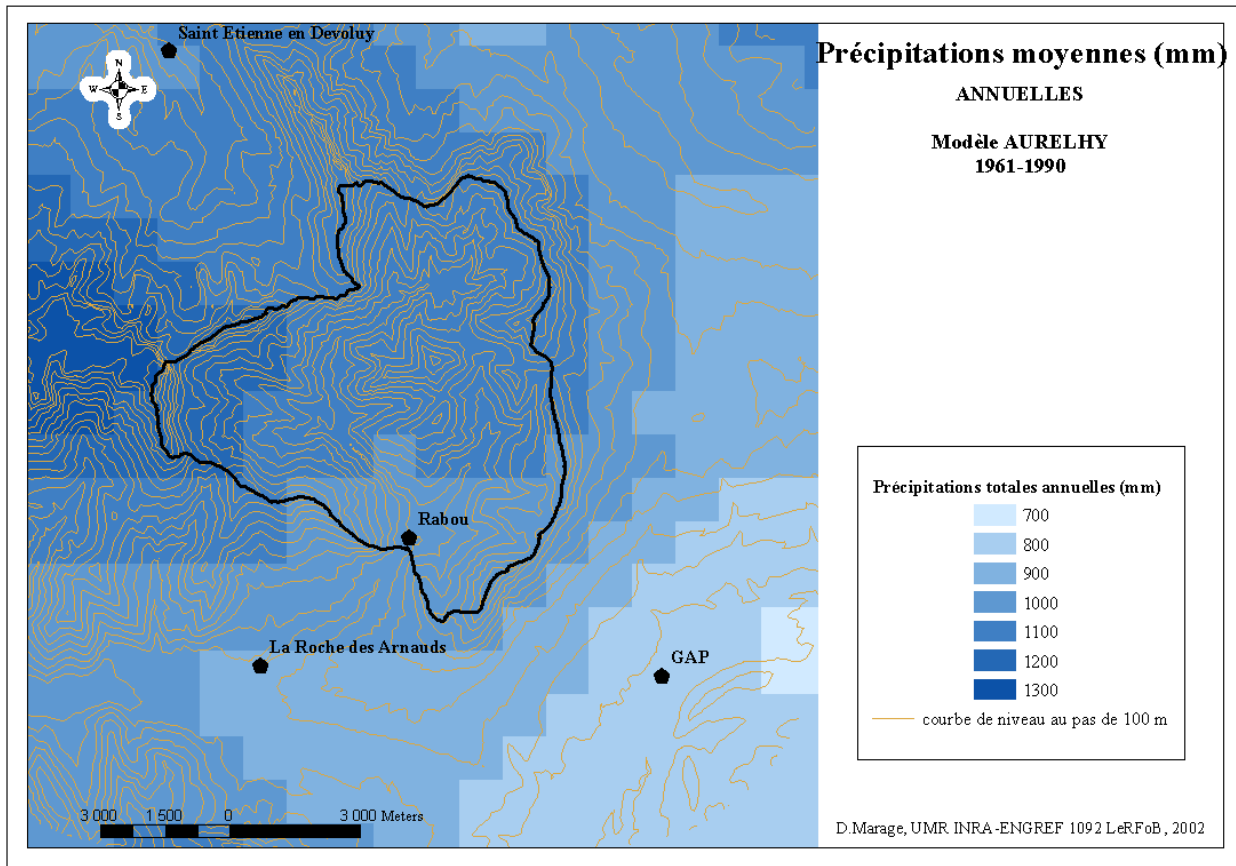 Saint Etienne en Devoluy
N
W E
S
Rabou
La Roche des Arnauds
GAP
3 000 1 500 0 3 000 Meters
Précipitations moyennes (mm)
ANNUELLES
Modèle AURELHY
1961-1990
Précipitations totales annuelles (mm)
700
800
900
1000
1100
1200
1300
courbe de niveau au pas de 100 m
D.Marage, UMR INRA-ENGREF 1092 LeRFoB, 2002